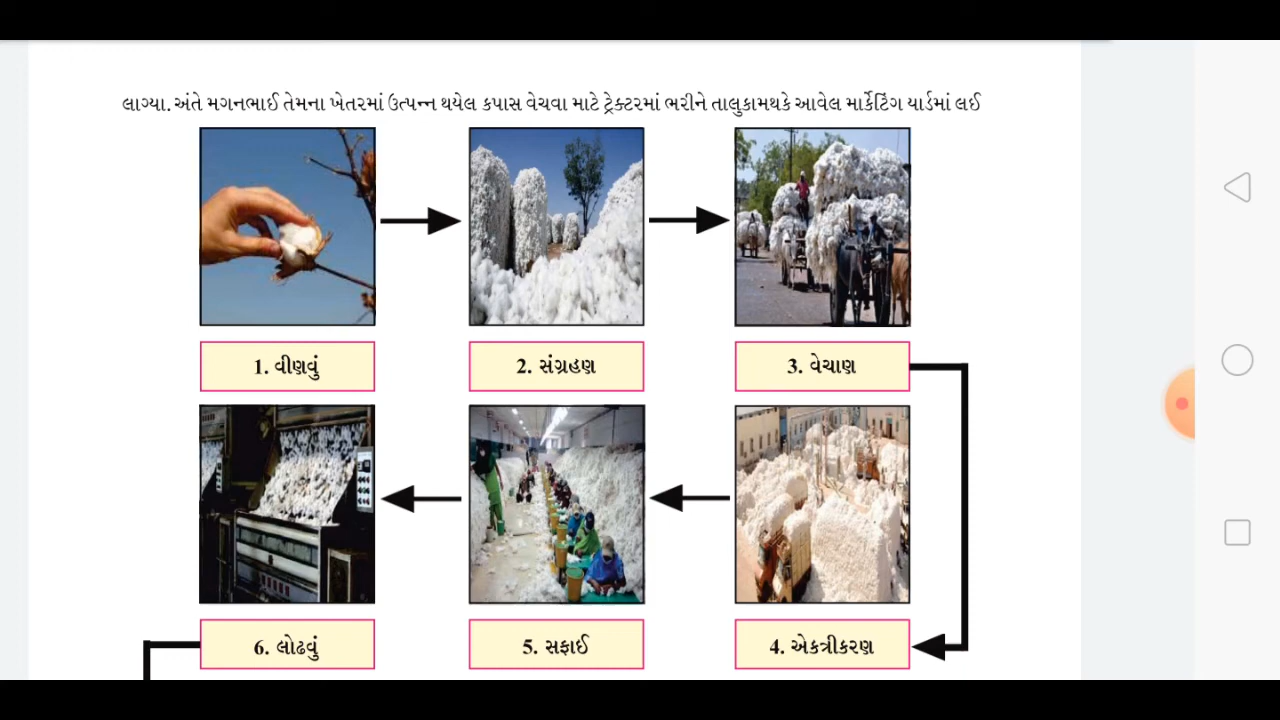 લાગ્યા. અંતે મગનભાઈ તેમના ખેતરમાં ઉત્પન્ન થયેલ કપાસ વેચવા માટે ટ્રેક્ટરમાં ભરીને તાલુકામથકે આવેલ માર્કેટિંગ યાર્ડમાં લઈ
1. વીણવું
2. સંગ્રહણ
3. વેચાણ
6. લોઢવું
5. સફાઈ
4. એકત્રીકરણ